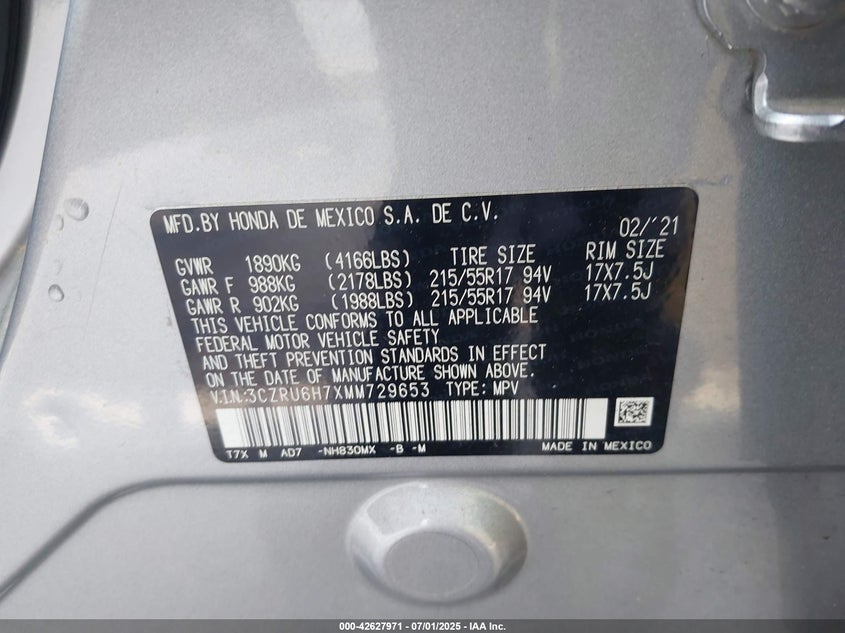 MFD.BY HONDA DE MEXICO S.A. DE C.V. 02/'21
GVWR 1890KG (4166LBS) TIRE SIZE RIM SIZE
GAWR F 988KG (2178LBS) 215/55R17 94V 17X7.5J
GAWR R 902KG (1988LBS) 215/55R17 94V 17X7.5J
THIS VEHICLE CONFORMS TO ALL APPLICABLE
FEDERAL MOTOR VEHICLE SAFETY
AND THEFT PREVENTION STANDARDS IN EFFECT
ON THE DATE OF MANUFACTURE SHOWN ABOVE.
V.I.N:3CZRU6H7XMM729653 TYPE: MPV
T7X M AD7 -NH830MX -B -M MADE IN MEXICO
000-42627971 - 07/01/2025 - IAA Inc.